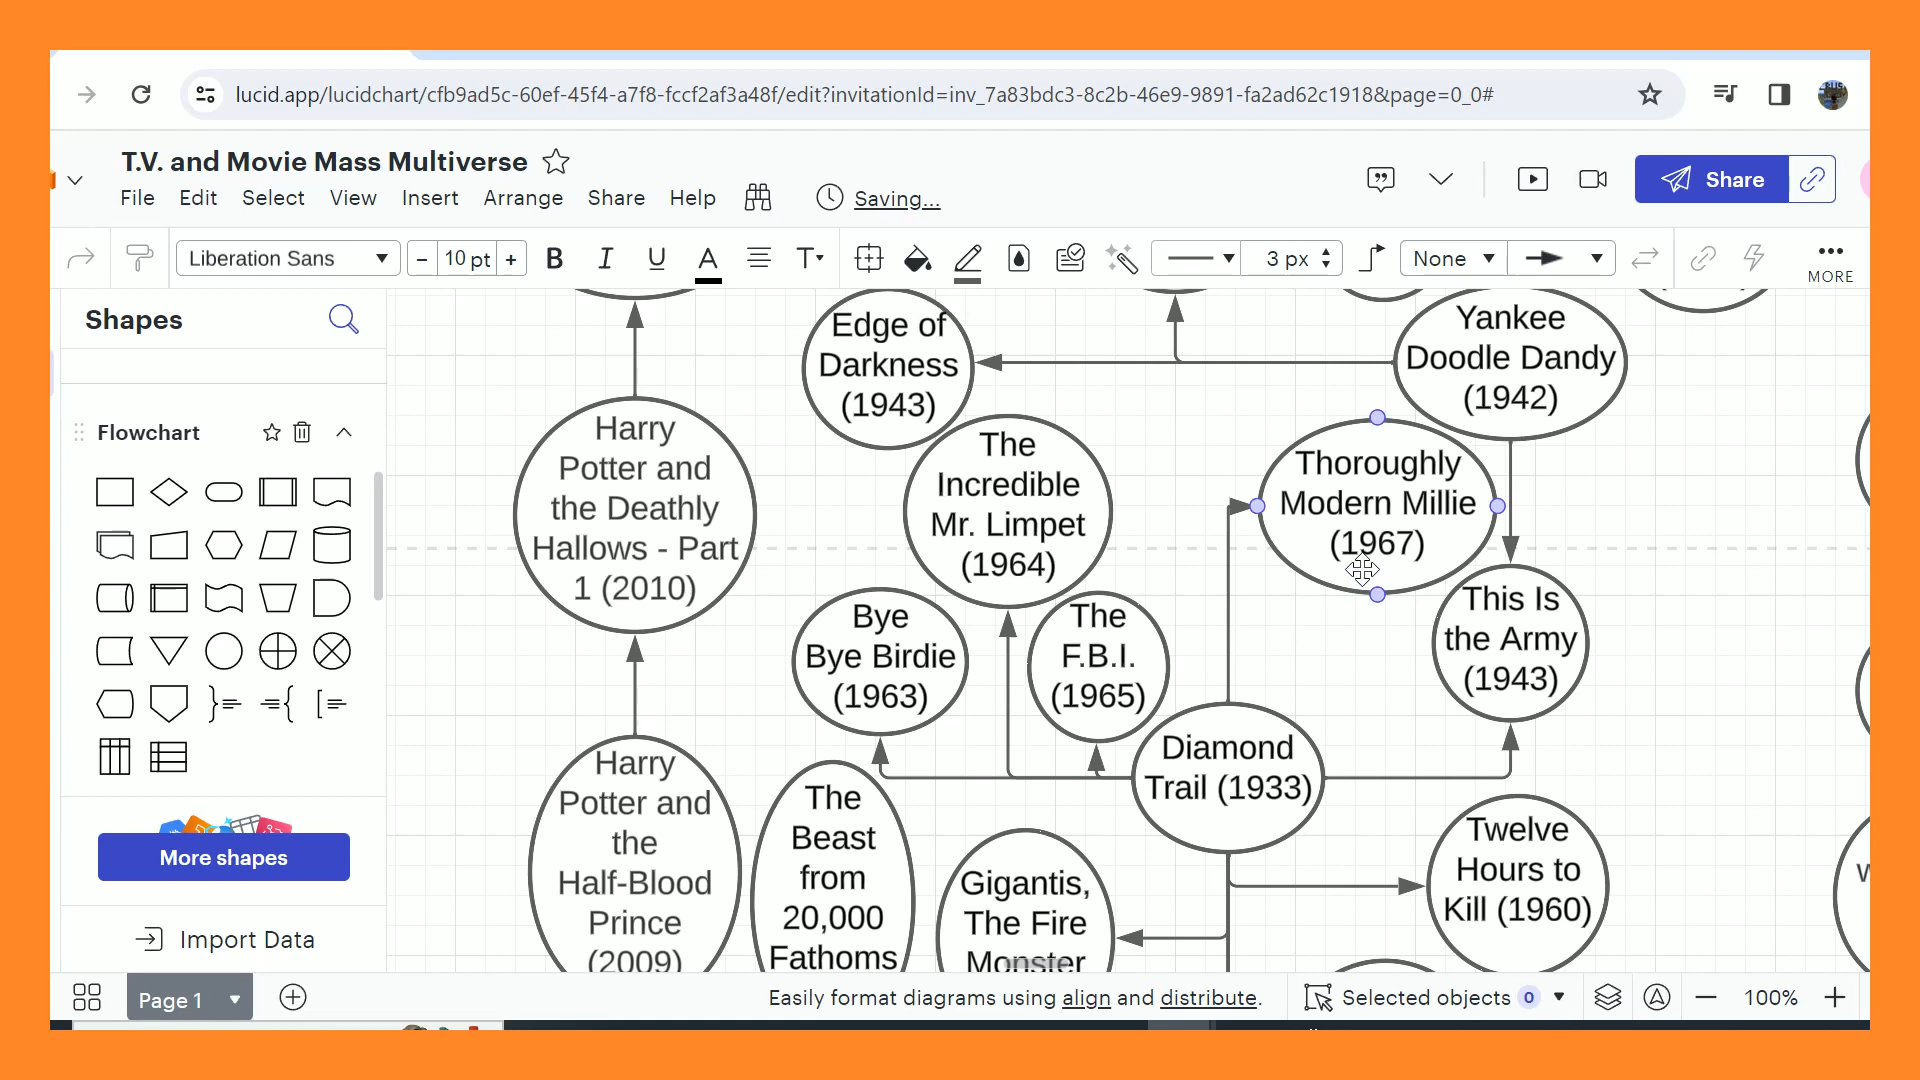 lucid.app/lucidchart/cfb9ad5c-60ef-45f4-a7f8-fccf2af3a48f/edit?invitationId=inv_7a83bdc3-8c2b-46e9-9891-fa2ad62c1918&page=0_0#
T.V. and Movie Mass Multiverse
File Edit Select View Insert Arrange Share Help Saving...
Share
Liberation Sans - 10 pt + B I U A T 3 px None MORE
Shapes
Flowchart
More shapes
Import Data
Edge of
Darkness
(1943)
Yankee
Doodle Dandy
(1942)
Harry
Potter and
the Deathly
Hallows - Part
1 (2010)
The
Incredible
Mr. Limpet
(1964)
Thoroughly
Modern Millie
(1967)
Bye
Bye Birdie
(1963)
The
F.B.I.
(1965)
This Is
the Army
(1943)
Diamond
Trail (1933)
Harry
Potter and
the
Half-Blood
Prince
(2009)
The
Beast
from
20,000
Fathoms
Gigantis,
The Fire
Monster
Twelve
Hours to
Kill (1960)
Page 1
Easily format diagrams using align and distribute.
Selected objects 0
100%